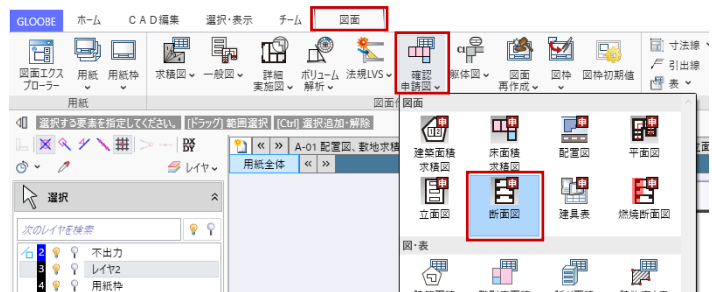 GLOOBE ホーム CAD編集 選択・表示 チーム 図面
図面エクスプローラー 用紙 用紙枠 求積図 一般図 詳細実施図 ボリューム解析 法規LVS 確認申請図 躯体図 図面再作成 図枠 図枠初期値 寸法線
引出線
表
用紙 図面
選択する要素を指定してください。 [ドラッグ] 範囲選択 [Ctrl] 選択追加・解除
図面
A-01 配置図、敷地求積
用紙全体
レイヤ
建築面積求積図 床面積求積図 配置図 平面図
選択
立面図 断面図 建具表 燃焼断面図
次のレイヤを検索
図・表
2 不出力
3 レイヤ2
4 用紙枠